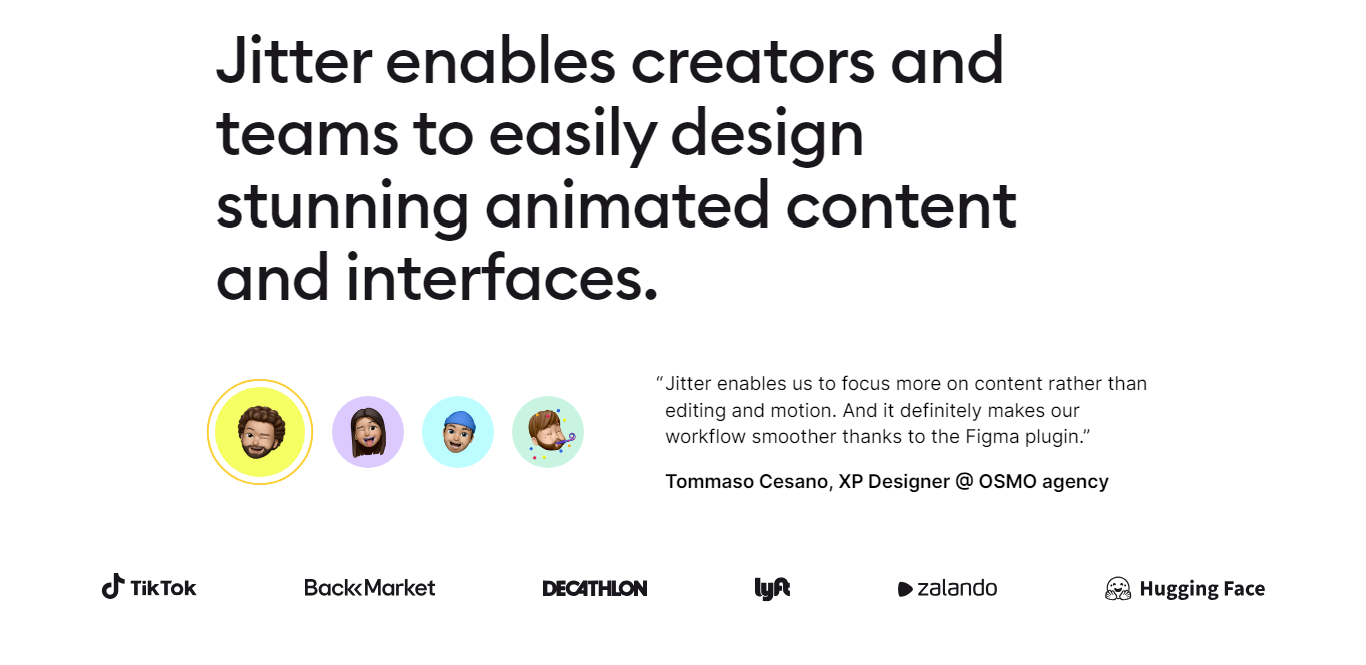 Jitter enables creators and
teams to easily design
stunning animated content
and interfaces.
“Jitter enables us to focus more on content rather than
editing and motion. And it definitely makes our
workflow smoother thanks to the Figma plugin.”
Tommaso Cesano, XP Designer @ OSMO agency
TikTok BackMarket DECATHLON lyft zalando Hugging Face